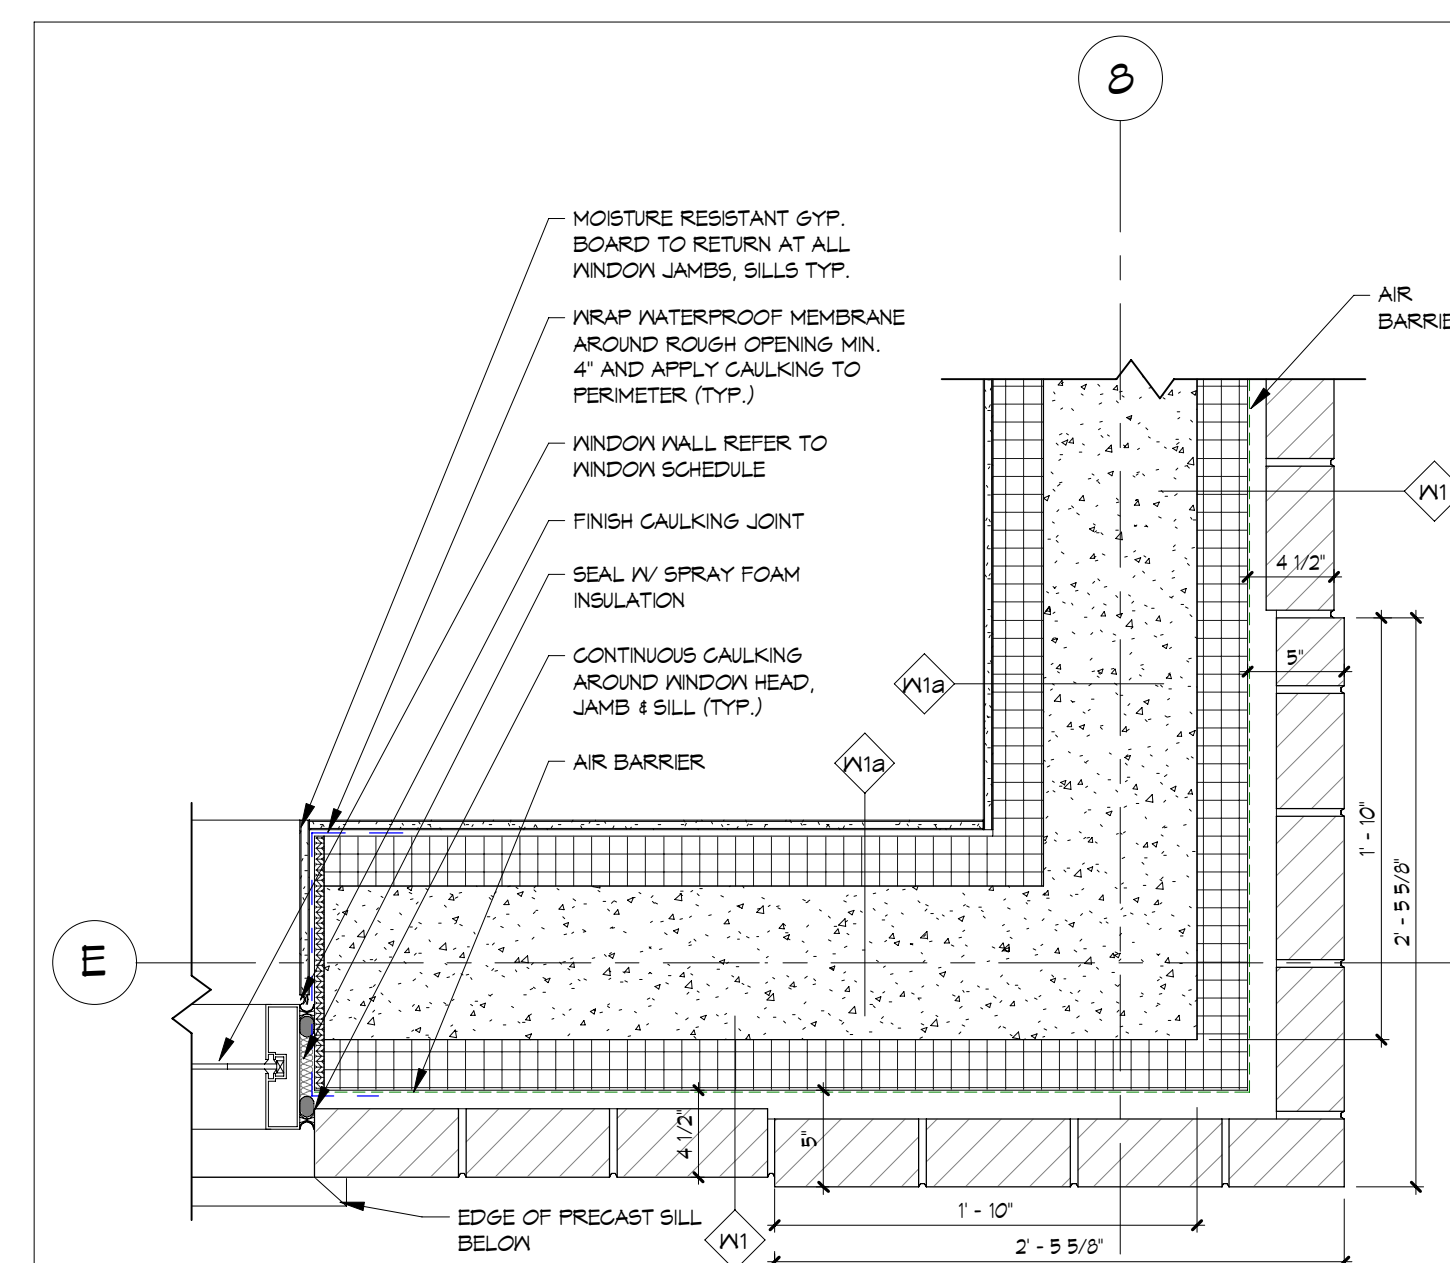 8
MOISTURE RESISTANT GYP.
BOARD TO RETURN AT ALL
WINDOW JAMBS, SILLS TYP.
WRAP WATERPROOF MEMBRANE
AROUND ROUGH OPENING MIN.
4" AND APPLY CAULKING TO
PERIMETER (TYP.)
WINDOW WALL REFER TO
WINDOW SCHEDULE
FINISH CAULKING JOINT
SEAL W/ SPRAY FOAM
INSULATION
CONTINUOUS CAULKING
AROUND WINDOW HEAD,
JAMB & SILL (TYP.)
AIR BARRIER
AIR
BARRIE
W1
4 1/2"
5"
W1a
W1a
1' - 10"
2' - 5 5/8"
E
4 1/2"
5"
EDGE OF PRECAST SILL
BELOW
W1
1' - 10"
2' - 5 5/8"